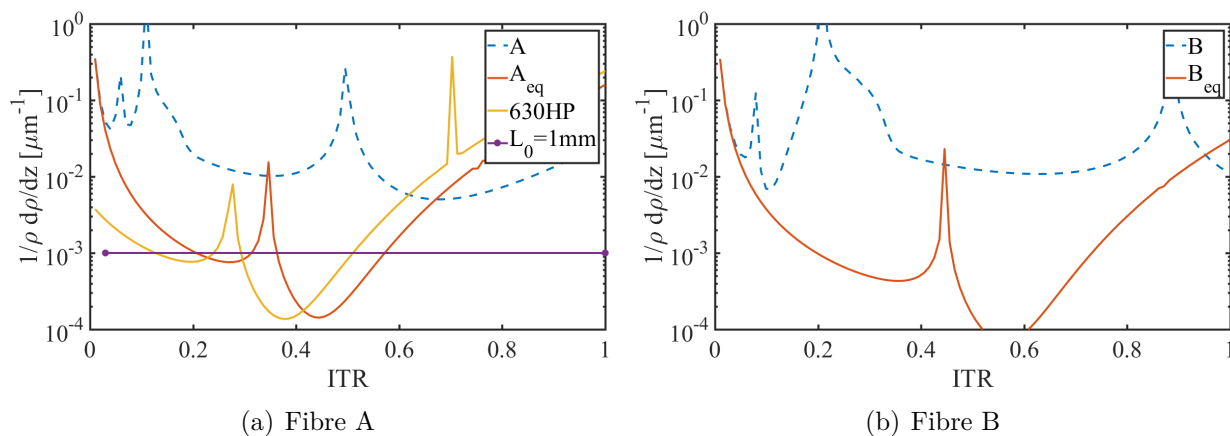 10^0
10^-1
10^-2
10^-3
10^-4
1/ρ dρ/dz [μm^-1]
0 0.2 0.4 0.6 0.8 1
ITR
A
A_eq
630HP
L_0=1mm
(a) Fibre A
10^0
10^-1
10^-2
10^-3
10^-4
1/ρ dρ/dz [μm^-1]
0 0.2 0.4 0.6 0.8 1
ITR
B
B_eq
(b) Fibre B